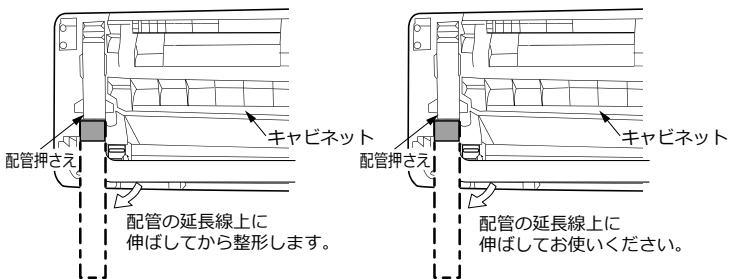 キャビネット
配管押さえ
配管の延長線上に
伸ばしてから整形します。
キャビネット
配管押さえ
配管の延長線上に
伸ばしてお使いください。